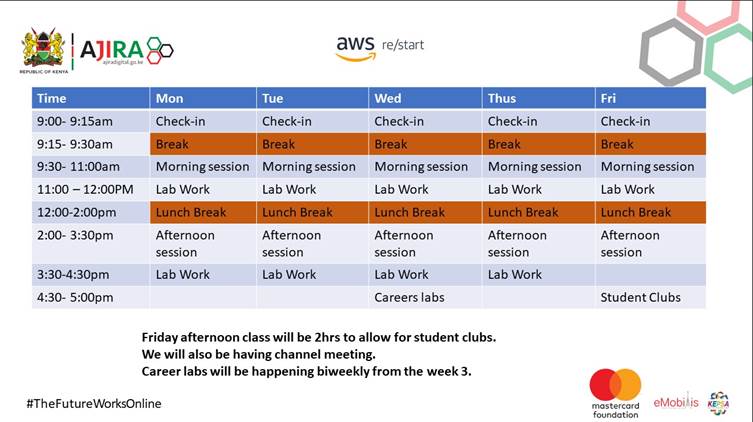 REPUBLIC OF KENYA
AJIRA
ajiradigital.go.ke
aws re/start
Time Mon Tue Wed Thus Fri
9:00- 9:15am Check-in Check-in Check-in Check-in Check-in
9:15- 9:30am Break Break Break Break Break
9:30- 11:00am Morning session Morning session Morning session Morning session Morning session
11:00 – 12:00PM Lab Work Lab Work Lab Work Lab Work Lab Work
12:00-2:00pm Lunch Break Lunch Break Lunch Break Lunch Break Lunch Break
2:00- 3:30pm Afternoon session Afternoon session Afternoon session Afternoon session Afternoon session
3:30-4:30pm Lab Work Lab Work Lab Work Lab Work
4:30- 5:00pm Careers labs Student Clubs
Friday afternoon class will be 2hrs to allow for student clubs.
We will also be having channel meeting.
Career labs will be happening biweekly from the week 3.
#TheFutureWorksOnline
mastercard
foundation
eMobilis
KEPSA